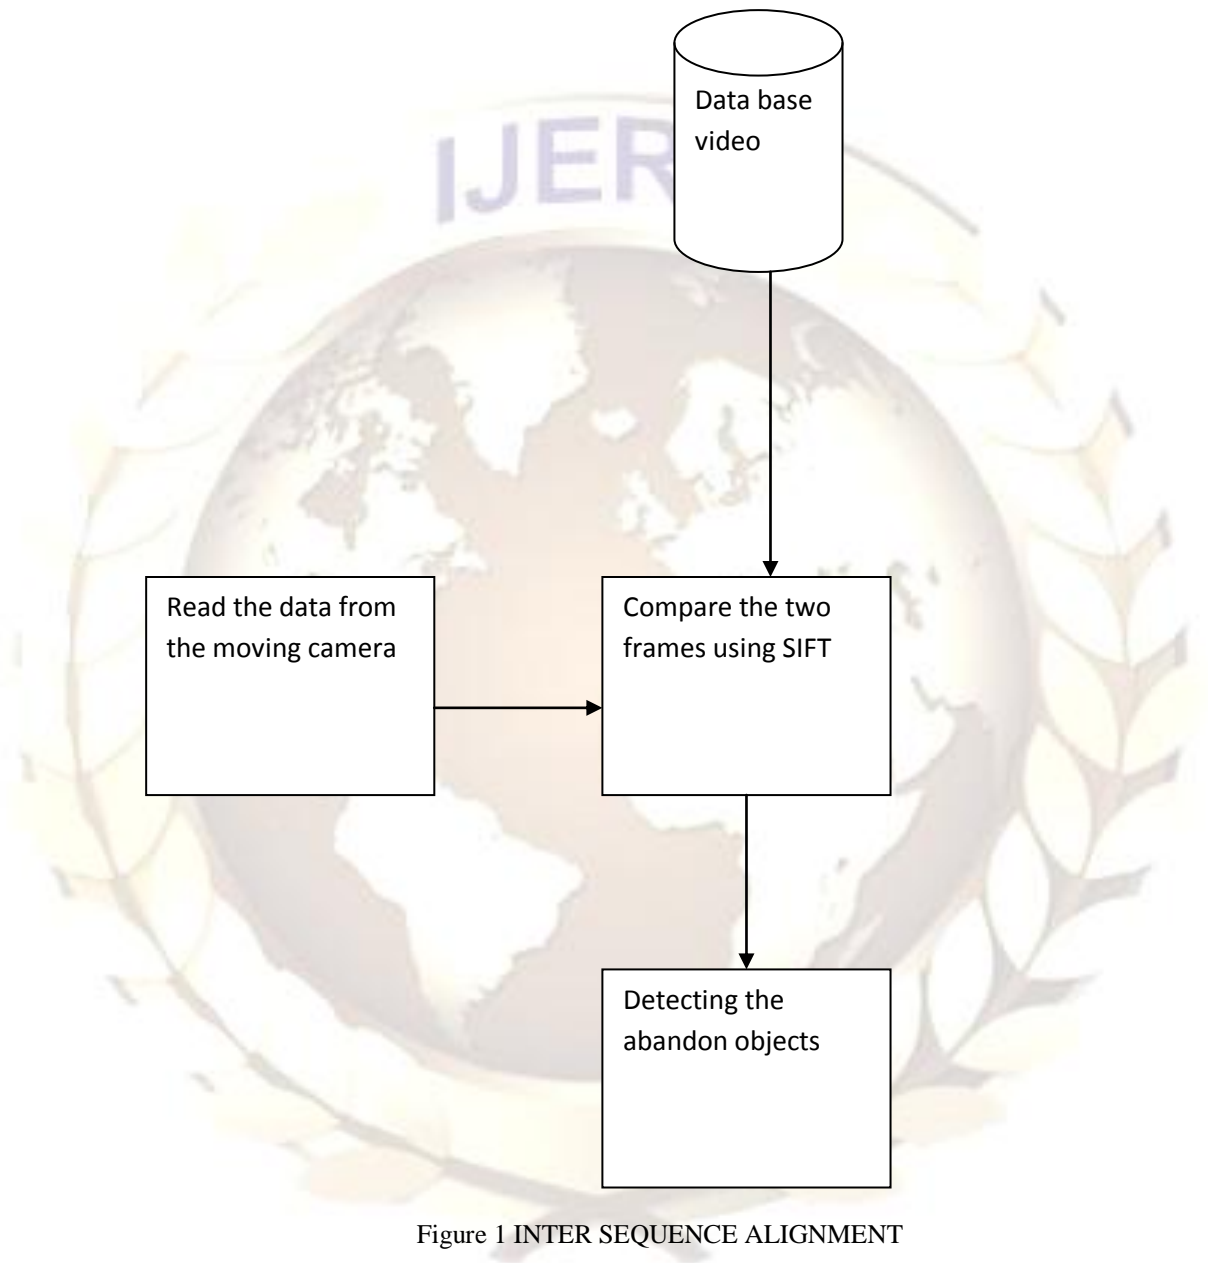 Data base
video
IJER
Read the data from
the moving camera
Compare the two
frames using SIFT
Detecting the
abandon objects
Figure 1 INTER SEQUENCE ALIGNMENT